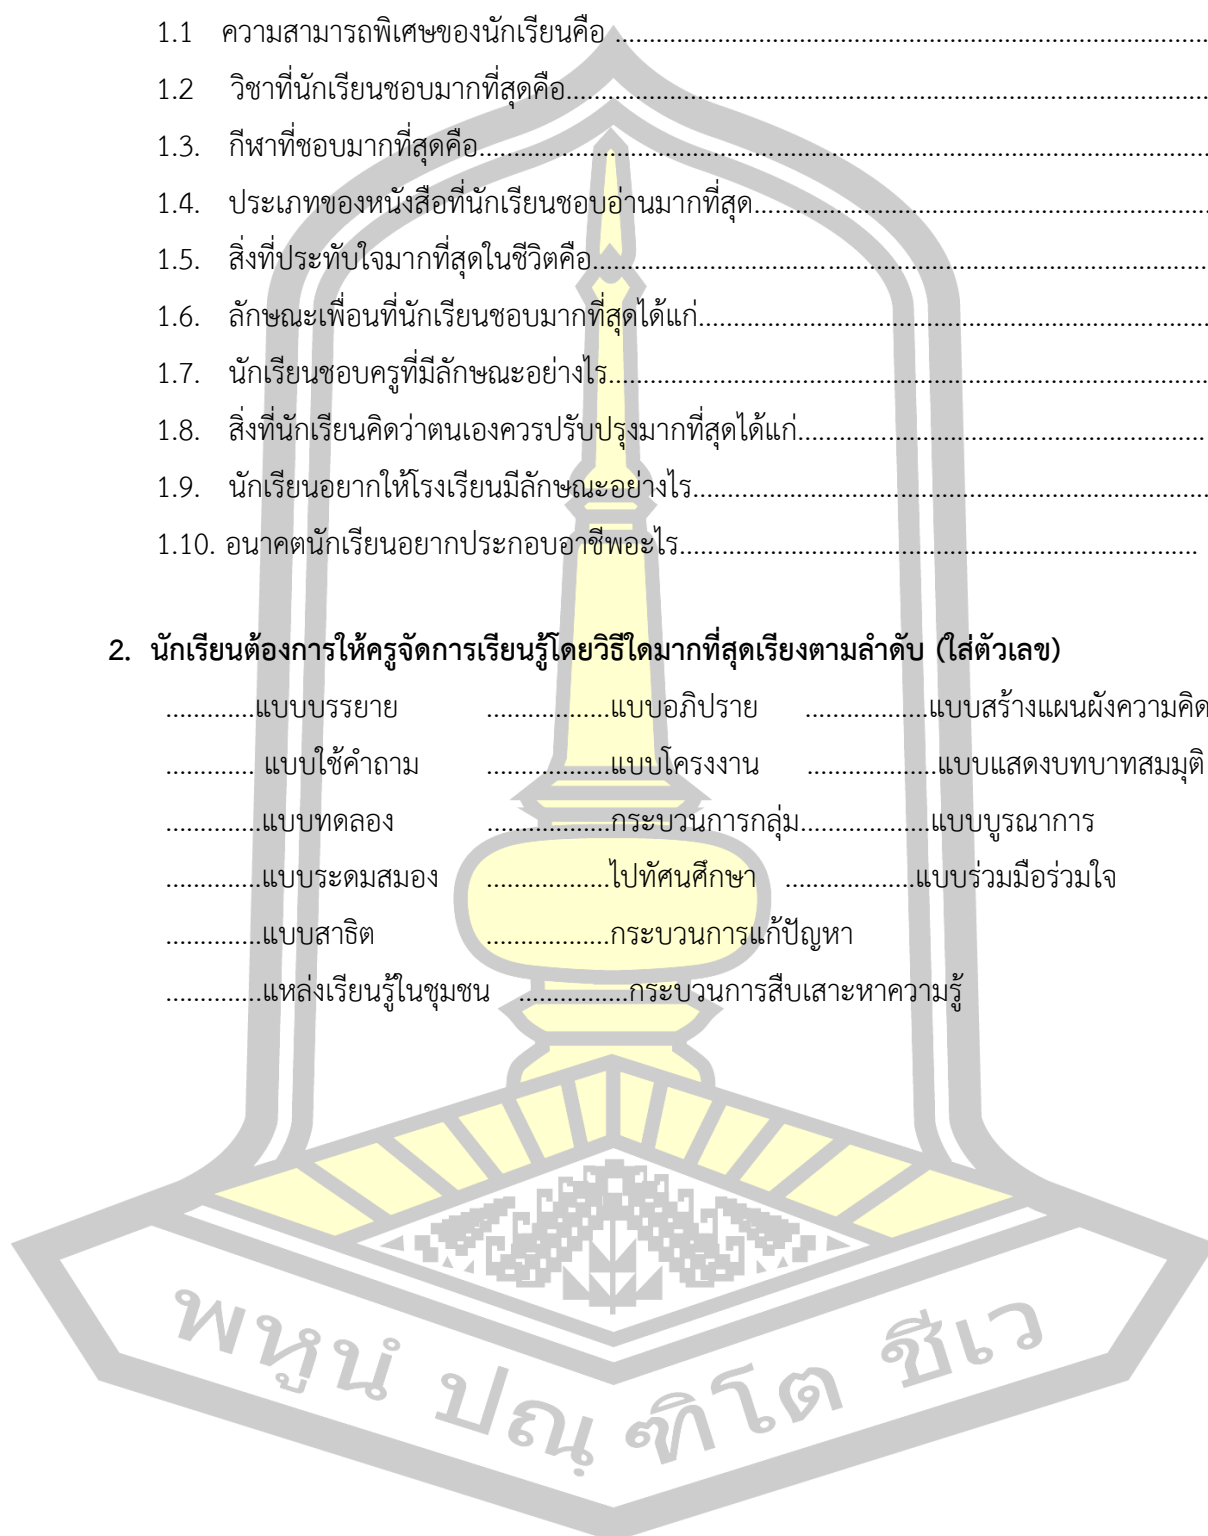 1.1 ความสามารถพิเศษของนักเรียนคือ ..........................................................................................
1.2 วิชาที่นักเรียนชอบมากที่สุดคือ..........................................................................................
1.3. กีฬาที่ชอบมากที่สุดคือ..........................................................................................
1.4. ประเภทของหนังสือที่นักเรียนชอบอ่านมากที่สุด..................................................................
1.5. สิ่งที่ประทับใจมากที่สุดในชีวิตคือ..................................................................................
1.6. ลักษณะเพื่อนที่นักเรียนชอบมากที่สุดได้แก่......................................................................
1.7. นักเรียนชอบครูที่มีลักษณะอย่างไร..................................................................................
1.8. สิ่งที่นักเรียนคิดว่าตนเองควรปรับปรุงมากที่สุดได้แก่........................................................
1.9. นักเรียนอยากให้โรงเรียนมีลักษณะอย่างไร......................................................................
1.10. อนาคตนักเรียนอยากประกอบอาชีพอะไร......................................................................
2. นักเรียนต้องการให้ครูจัดการเรียนรู้โดยวิธีใดมากที่สุดเรียงตามลำดับ (ใส่ตัวเลข)
.............แบบบรรยาย ..................แบบอภิปราย ..................แบบสร้างแผนผังความคิด
............. แบบใช้คำถาม ..................แบบโครงงาน ...................แบบแสดงบทบาทสมมุติ
..............แบบทดลอง ..................กระบวนการกลุ่ม...................แบบบูรณาการ
..............แบบระดมสมอง ..................ไปทัศนศึกษา ...................แบบร่วมมือร่วมใจ
..............แบบสาธิต ..................กระบวนการแก้ปัญหา
..............แหล่งเรียนรู้ในชุมชน ................กระบวนการสืบเสาะหาความรู้
พหูนํ ปณฺ ฑิโต ชีเว